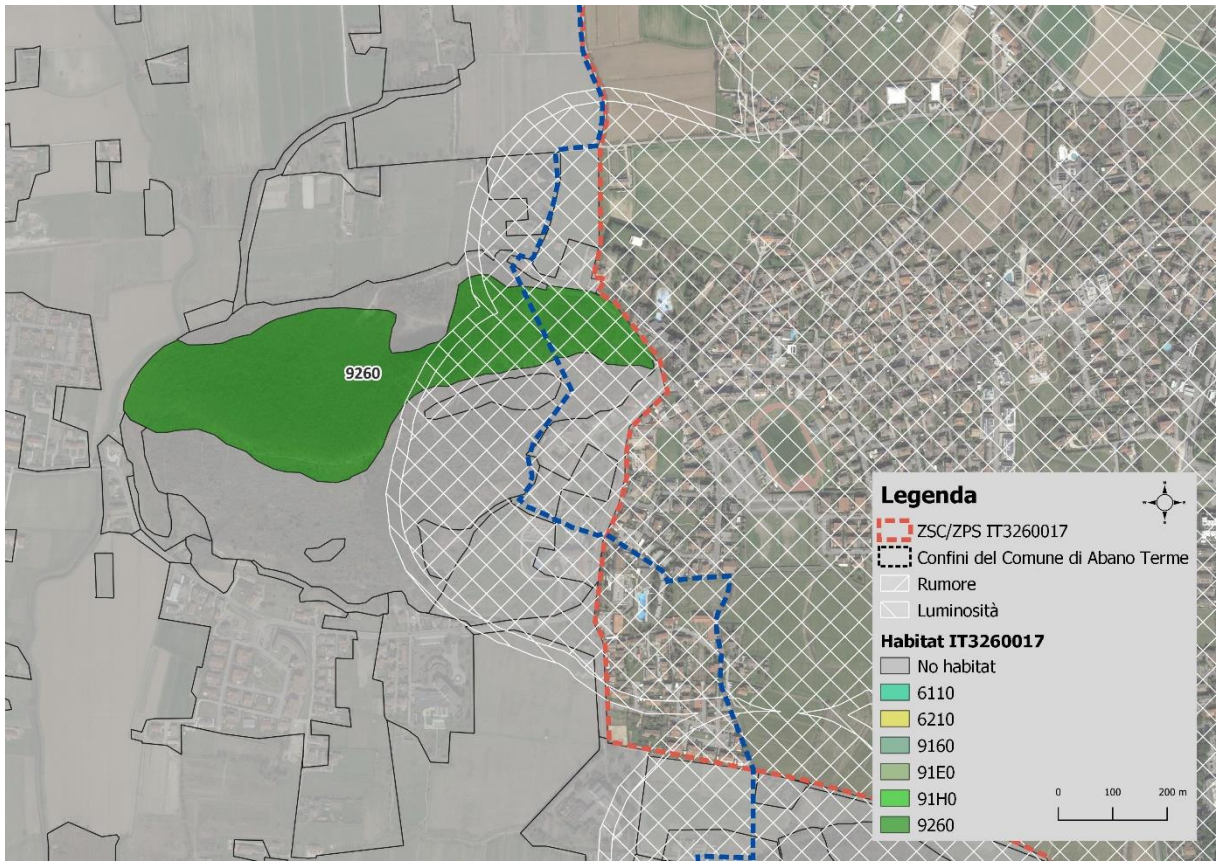 9260
Legenda
ZSC/ZPS IT3260017
Confini del Comune di Abano Terme
Rumore
Luminosità
Habitat IT3260017
No habitat
6110
6210
9160
91E0
91H0
9260
0 100 200 m